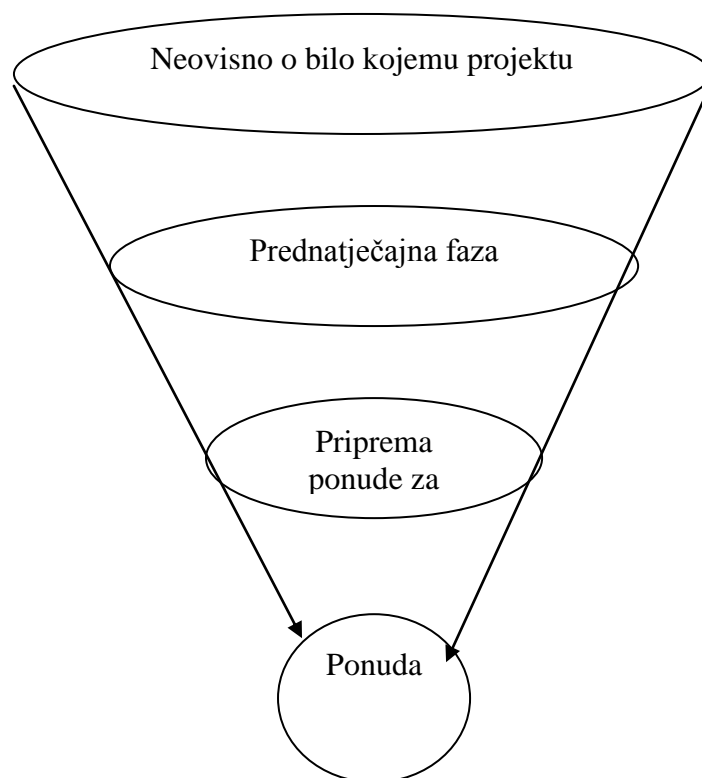 Neovisno o bilo kojemu projektu
Prednatječajna faza
Priprema
ponude za
Ponuda